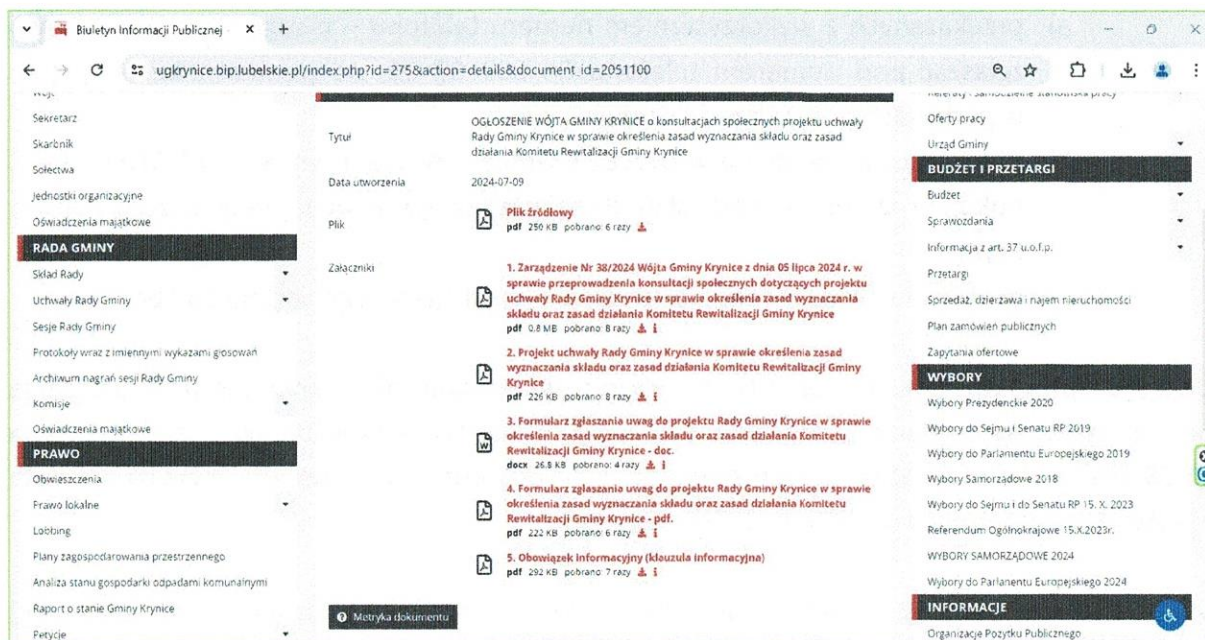 Biuletyn Informacji Publicznej
ugkrynice.bip.lubelskie.pl/index.php?id=275&action=details&document_id=2051100
Wójt
Sekretarz
Skarbnik
Sołectwa
Jednostki organizacyjne
Oświadczenia majątkowe
RADA GMINY
Skład Rady
Uchwały Rady Gminy
Sesje Rady Gminy
Protokoły wraz z imiennymi wykazami głosowań
Archiwum nagrań sesji Rady Gminy
Komisje
Oświadczenia majątkowe
PRAWO
Obwieszczenia
Prawo lokalne
Lobbing
Plany zagospodarowania przestrzennego
Analiza stanu gospodarki odpadami komunalnymi
Raport o stanie Gminy Krynice
Petycje
Tytuł
OGŁOSZENIE WÓJTA GMINY KRYNICE o konsultacjach społecznych projektu uchwały
Rady Gminy Krynice w sprawie określenia zasad wyznaczania składu oraz zasad
działania Komitetu Rewitalizacji Gminy Krynice
Data utworzenia
2024-07-09
Plik
Plik źródłowy
pdf 250 KB pobrano: 6 razy
Załączniki
1. Zarządzenie Nr 38/2024 Wójta Gminy Krynice z dnia 05 lipca 2024 r. w
sprawie przeprowadzenia konsultacji społecznych dotyczących projektu
uchwały Rady Gminy Krynice w sprawie określenia zasad wyznaczania
składu oraz zasad działania Komitetu Rewitalizacji Gminy Krynice
pdf 0.8 MB pobrano: 8 razy
2. Projekt uchwały Rady Gminy Krynice w sprawie określenia zasad
wyznaczania składu oraz zasad działania Komitetu Rewitalizacji Gminy
Krynice
pdf 226 KB pobrano: 8 razy
3. Formularz zgłaszania uwag do projektu Rady Gminy Krynice w sprawie
określenia zasad wyznaczania składu oraz zasad działania Komitetu
Rewitalizacji Gminy Krynice - doc.
docx 26.8 KB pobrano: 4 razy
4. Formularz zgłaszania uwag do projektu Rady Gminy Krynice w sprawie
określenia zasad wyznaczania składu oraz zasad działania Komitetu
Rewitalizacji Gminy Krynice - pdf.
pdf 222 KB pobrano: 6 razy
5. Obowiązek informacyjny (klauzula informacyjna)
pdf 292 KB pobrano: 7 razy
Metryka dokumentu
Referaty i samodzielne stanowiska pracy
Oferty pracy
Urząd Gminy
BUDŻET I PRZETARGI
Budżet
Sprawozdania
Informacja z art. 37 u.o.f.p.
Przetargi
Sprzedaż, dzierżawa i najem nieruchomości
Plan zamówień publicznych
Zapytania ofertowe
WYBORY
Wybory Prezydenckie 2020
Wybory do Sejmu i Senatu RP 2019
Wybory do Parlamentu Europejskiego 2019
Wybory Samorządowe 2018
Wybory do Sejmu i do Senatu RP 15. X. 2023
Referendum Ogólnokrajowe 15.X.2023r.
WYBORY SAMORZĄDOWE 2024
Wybory do Parlanentu Europejskiego 2024
INFORMACJE
Organizacje Pożytku Publicznego